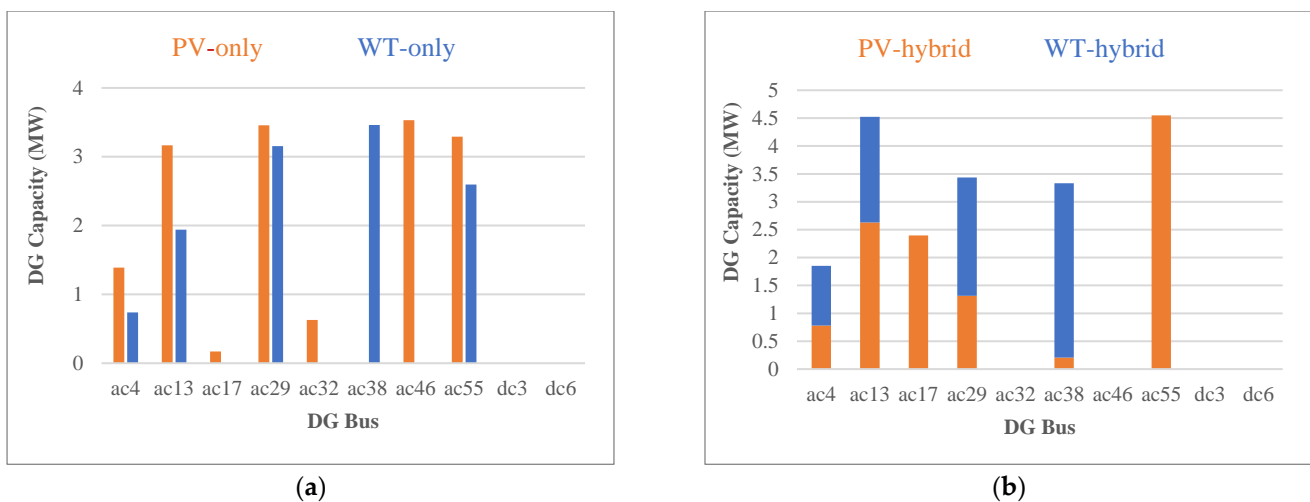 PV-only WT-only
4
3
2
1
0
DG Capacity (MW)
ac4 ac13 ac17 ac29 ac32 ac38 ac46 ac55 dc3 dc6
DG Bus
(a)
PV-hybrid WT-hybrid
5
4.5
4
3.5
3
2.5
2
1.5
1
0.5
0
DG Capacity (MW)
ac4 ac13 ac17 ac29 ac32 ac38 ac46 ac55 dc3 dc6
DG Bus
(b)